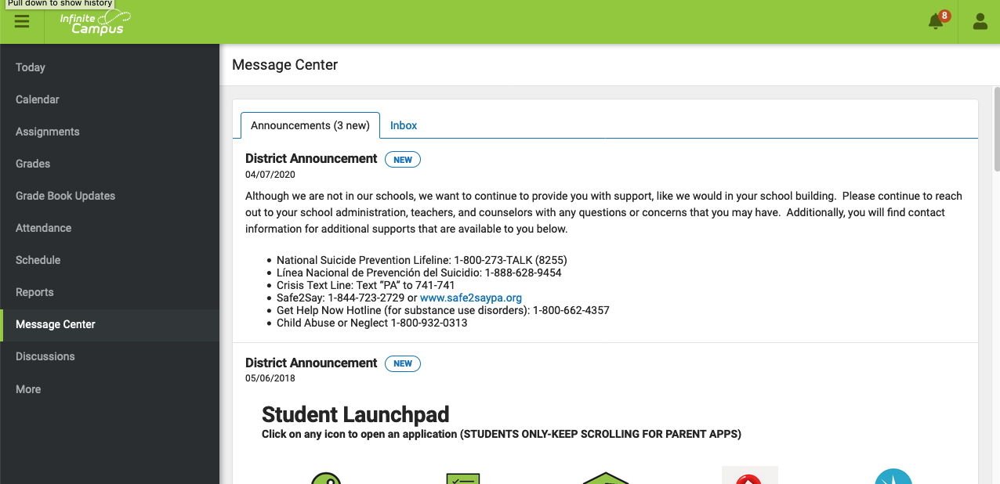 Pull down to show history
Infinite
Campus
8
Today
Calendar
Assignments
Grades
Grade Book Updates
Attendance
Schedule
Reports
Message Center
Discussions
More
Message Center
Announcements (3 new)
Inbox
District Announcement NEW
04/07/2020
Although we are not in our schools, we want to continue to provide you with support, like we would in your school building.  Please continue to reach
out to your school administration, teachers, and counselors with any questions or concerns that you may have.  Additionally, you will find contact
information for additional supports that are available to you below.
• National Suicide Prevention Lifeline: 1-800-273-TALK (8255)
• Línea Nacional de Prevención del Suicidio: 1-888-628-9454
• Crisis Text Line: Text “PA” to 741-741
• Safe2Say: 1-844-723-2729 or www.safe2saypa.org
• Get Help Now Hotline (for substance use disorders): 1-800-662-4357
• Child Abuse or Neglect 1-800-932-0313
District Announcement NEW
05/06/2018
Student Launchpad
Click on any icon to open an application (STUDENTS ONLY-KEEP SCROLLING FOR PARENT APPS)